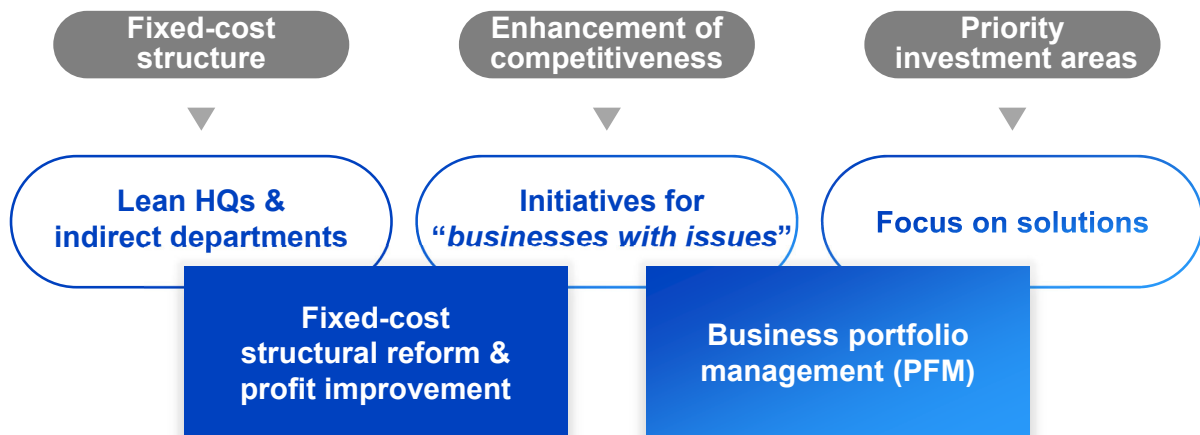 Fixed-cost
structure
Enhancement of
competitiveness
Priority
investment areas
Lean HQs &
indirect departments
Initiatives for
“businesses with issues”
Focus on solutions
Fixed-cost
structural reform &
profit improvement
Business portfolio
management (PFM)